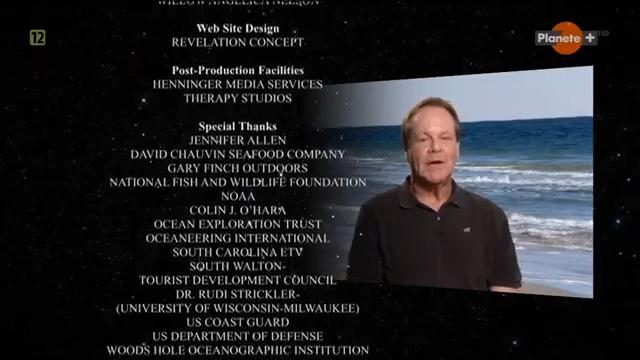 WILLOW ANGELICA NELSON
12
Planete +
HD
Web Site Design
REVELATION CONCEPT
Post-Production Facilities
HENNINGER MEDIA SERVICES
THERAPY STUDIOS
Special Thanks
JENNIFER ALLEN
DAVID CHAUVIN SEAFOOD COMPANY
GARY FINCH OUTDOORS
NATIONAL FISH AND WILDLIFE FOUNDATION
NOAA
COLIN J. O'HARA
OCEAN EXPLORATION TRUST
OCEANEERING INTERNATIONAL
SOUTH CAROLINA ETV
SOUTH WALTON-
TOURIST DEVELOPMENT COUNCIL
DR. RUDI STRICKLER-
(UNIVERSITY OF WISCONSIN-MILWAUKEE)
US COAST GUARD
US DEPARTMENT OF DEFENSE
WOODS HOLE OCEANOGRAPHIC INSTITUTION